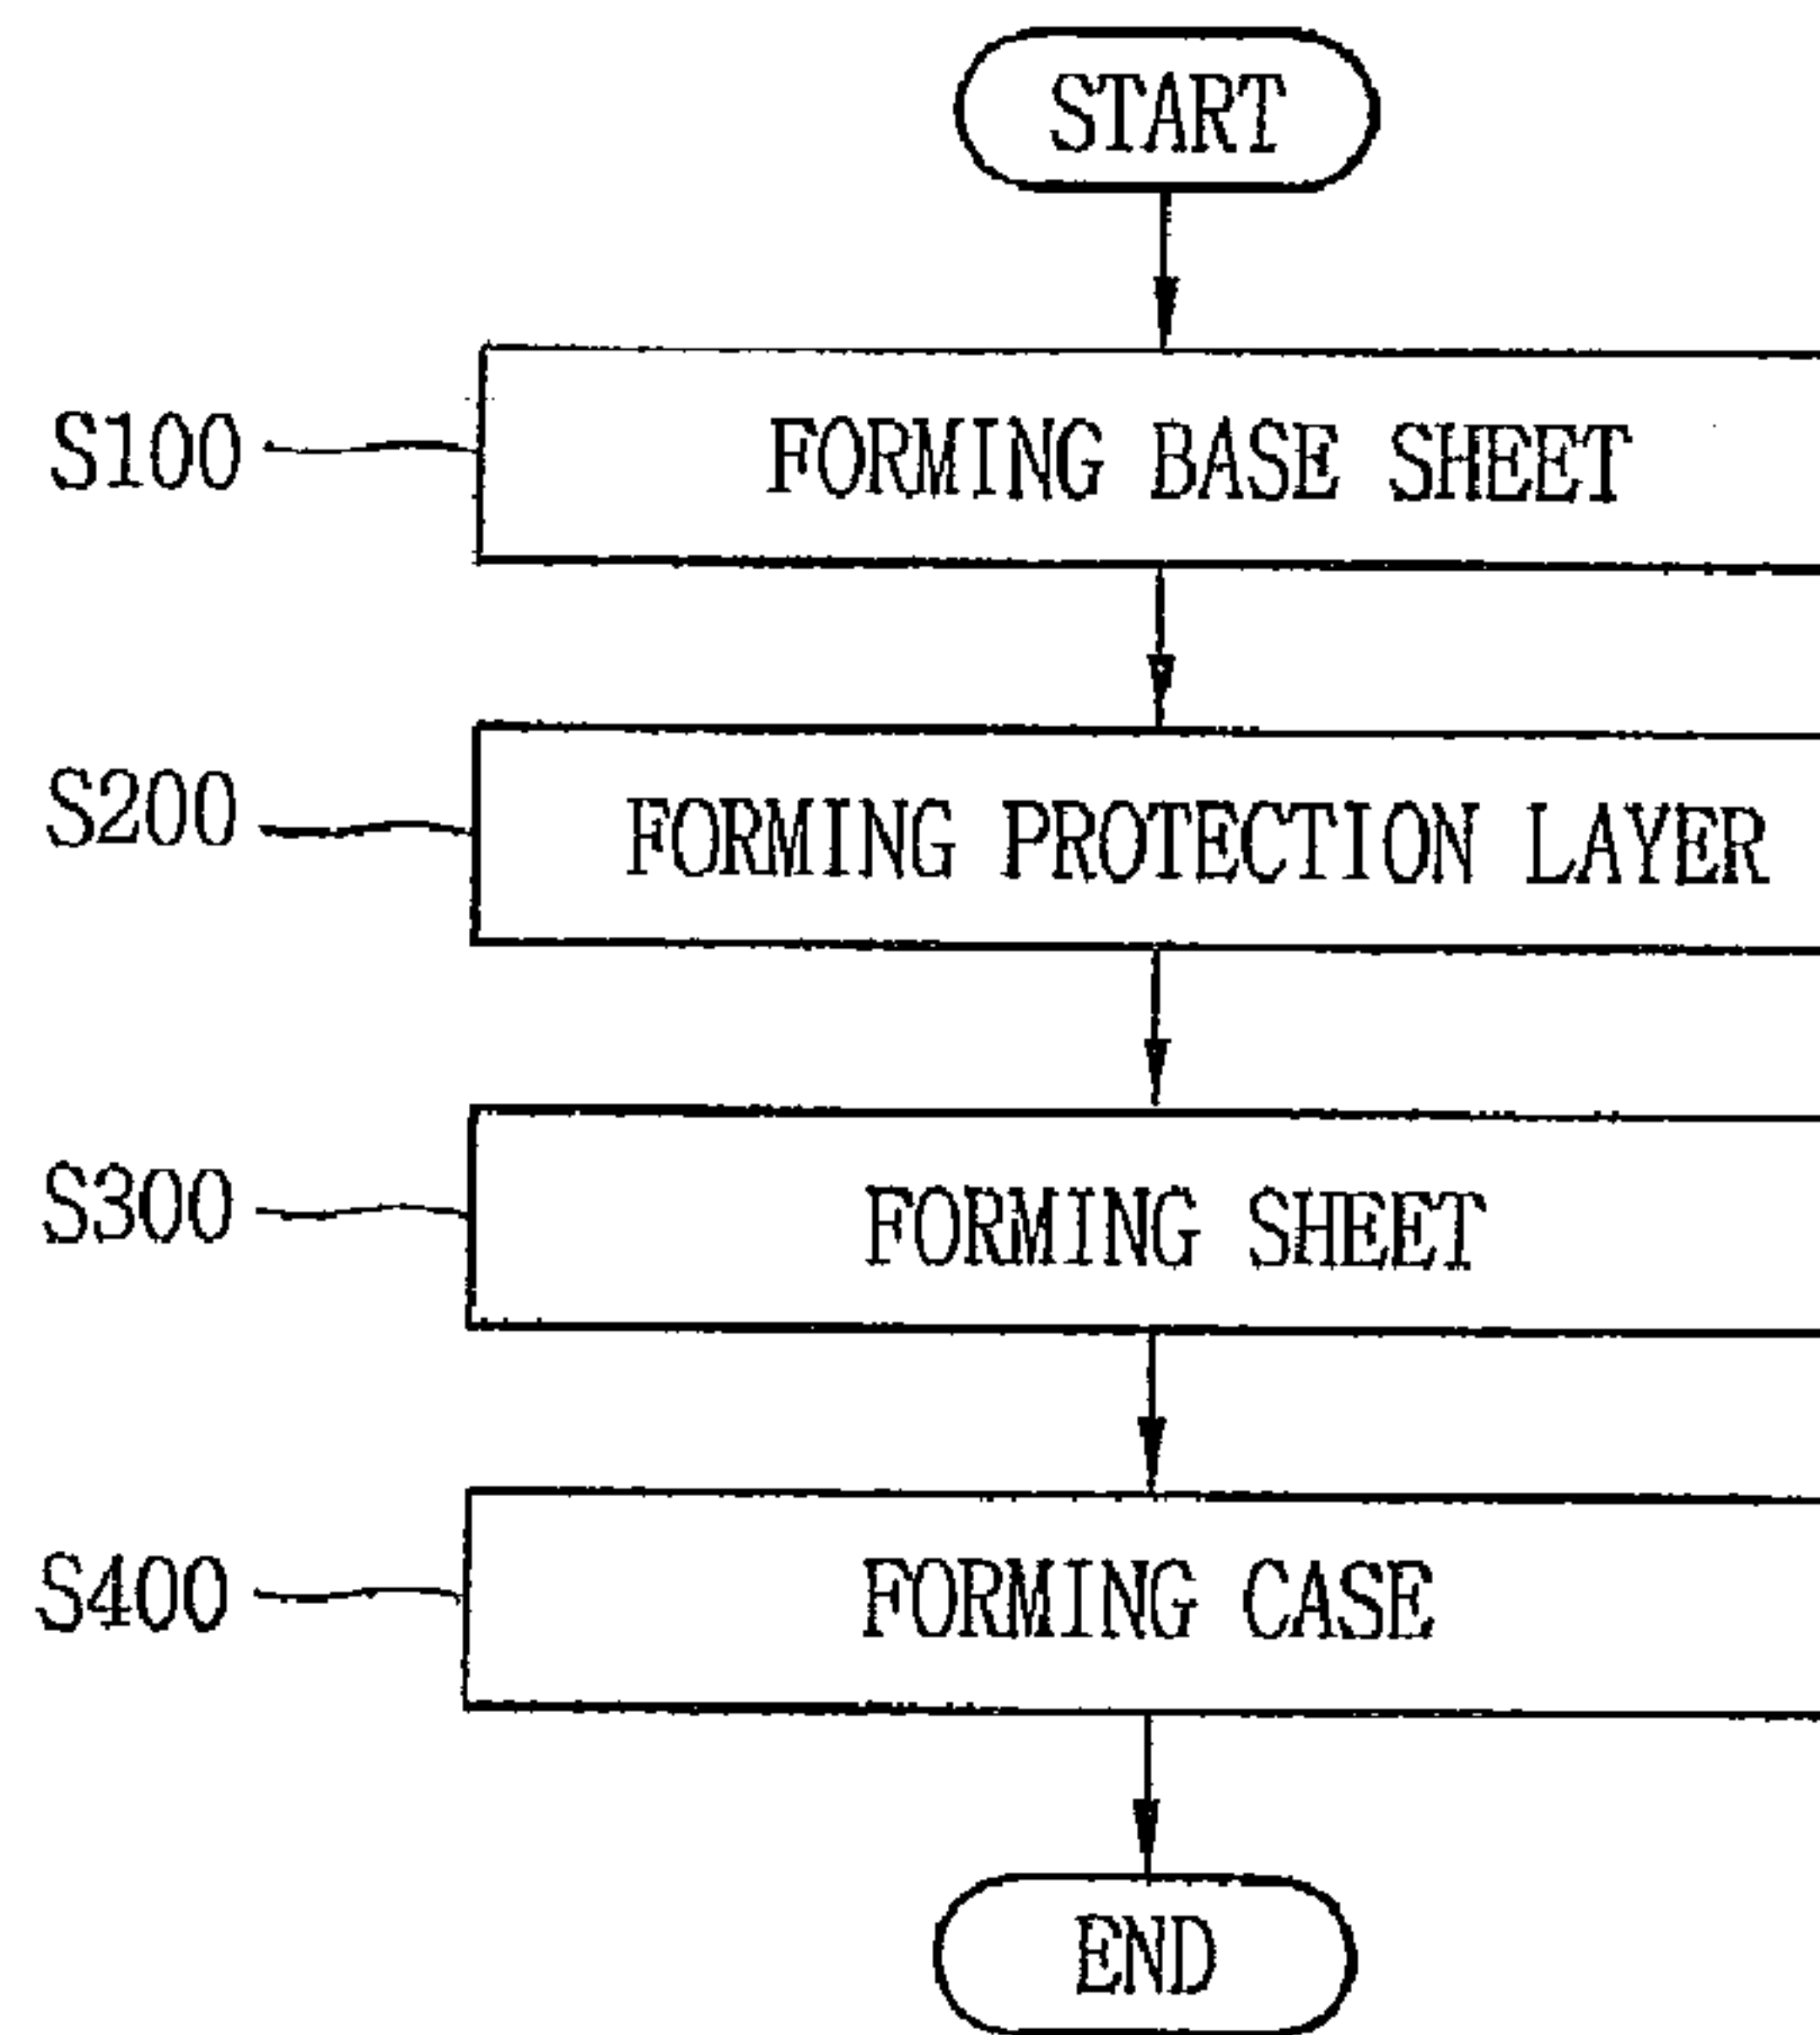 START
S100 FORMING BASE SHEET
S200 FORMING PROTECTION LAYER
S300 FORMING SHEET
S400 FORMING CASE
END